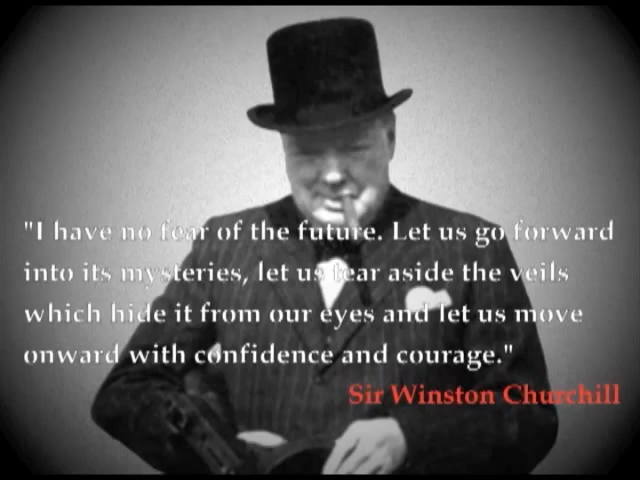 "I have no fear of the future. Let us go forward
into its mysteries, let us tear aside the veils
which hide it from our eyes and let us move
onward with confidence and courage."
Sir Winston Churchill